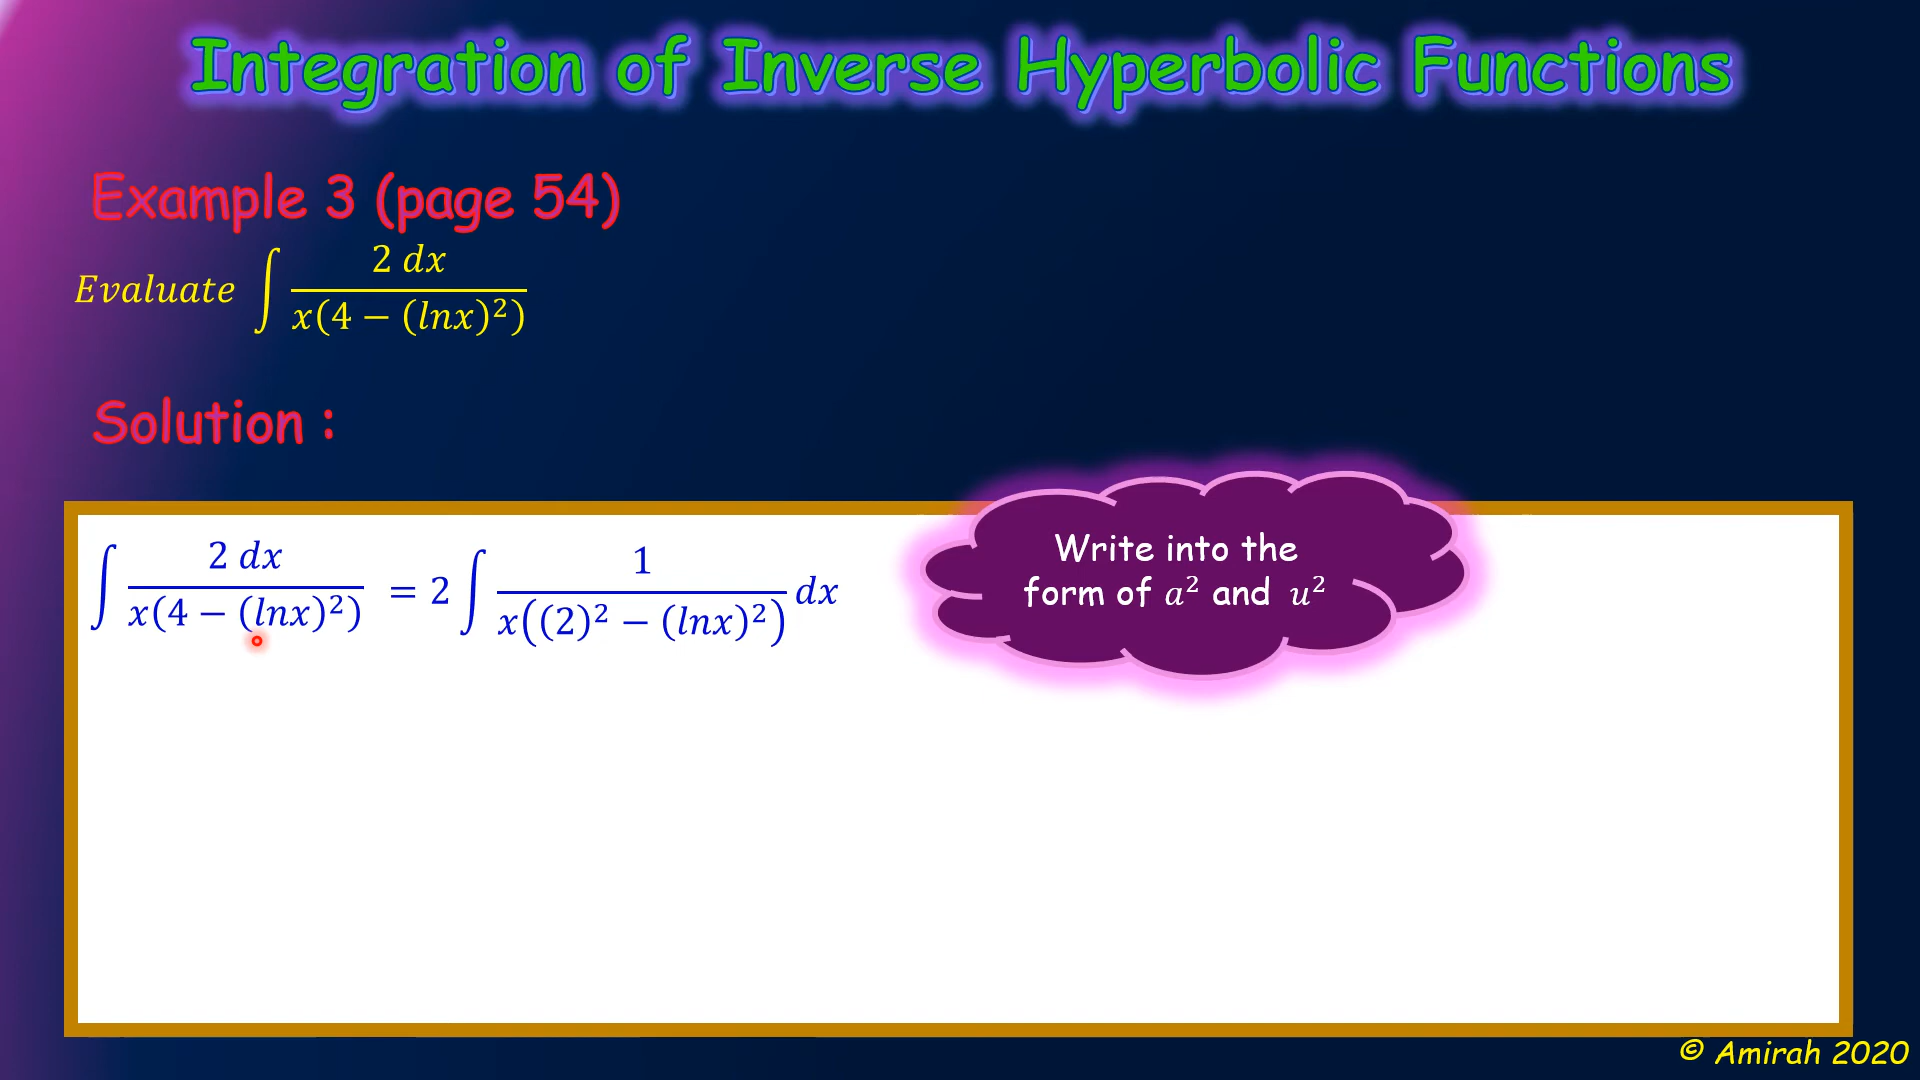 Integration of Inverse Hyperbolic Functions
Example 3 (page 54)
Evaluate ∫ 2 dx / x(4 − (lnx)²)
Solution :
∫ 2 dx / x(4 − (lnx)²) = 2 ∫ 1 / x((2)² − (lnx)²) dx
Write into the
form of a² and u²
© Amirah 2020